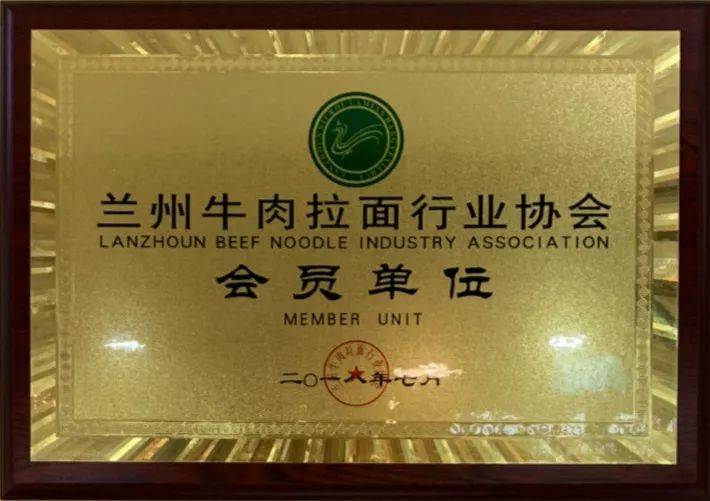 兰州牛肉拉面行业协会
LANZHOUN BEEF NOODLE INDUSTRY ASSOCIATION
会员单位
MEMBER UNIT
二〇一八年七月